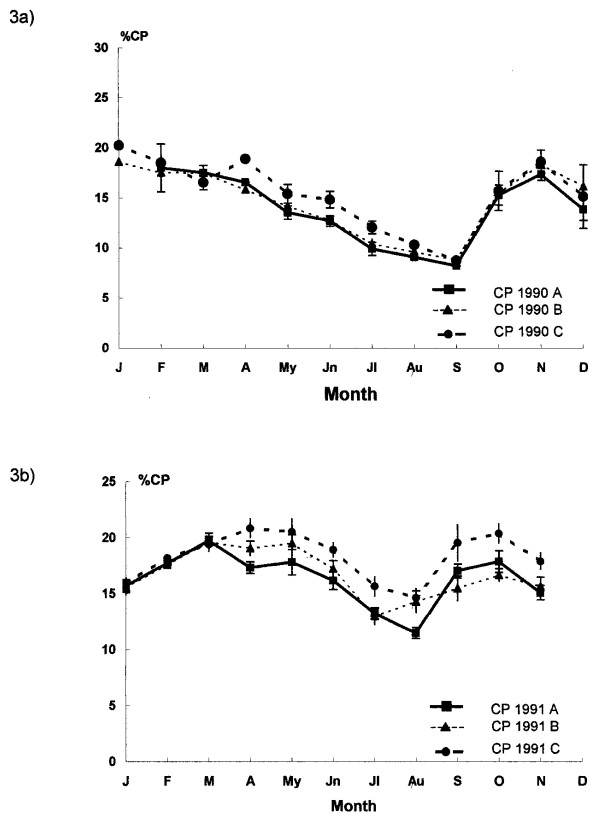 3a)
%CP
30
25
20
15
10
5
0
J F M A My Jn Jl Au S O N D
Month
CP 1990 A
CP 1990 B
CP 1990 C
3b)
%CP
25
20
15
10
5
0
J F M A My Jn Jl Au S O N D
Month
CP 1991 A
CP 1991 B
CP 1991 C